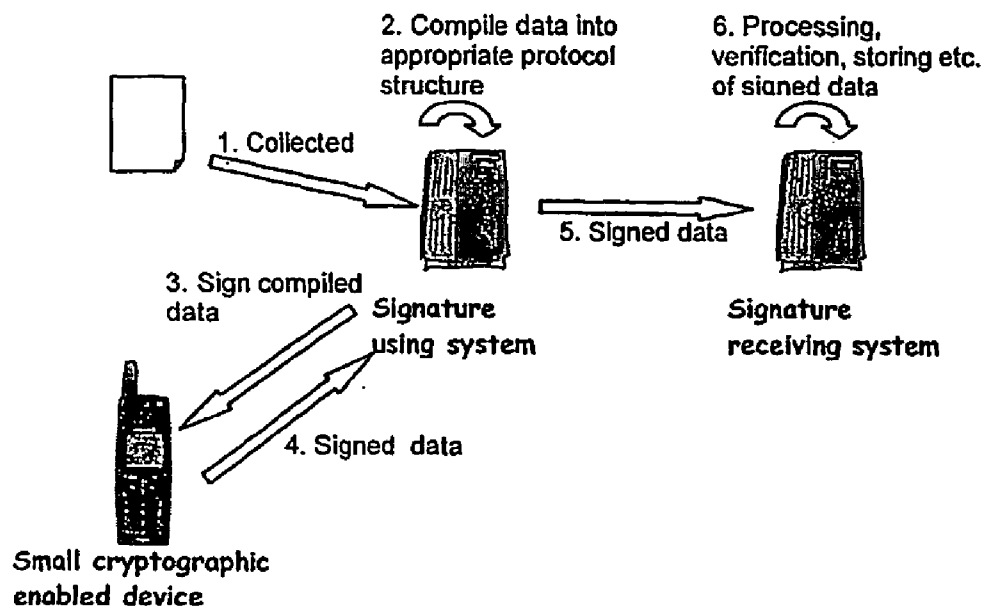 2. Compile data into
appropriate protocol
structure
6. Processing,
verification, storing etc.
of signed data
1. Collected
5. Signed data
3. Sign compiled
data
Signature
using system
Signature
receiving system
4. Signed data
Small cryptographic
enabled device